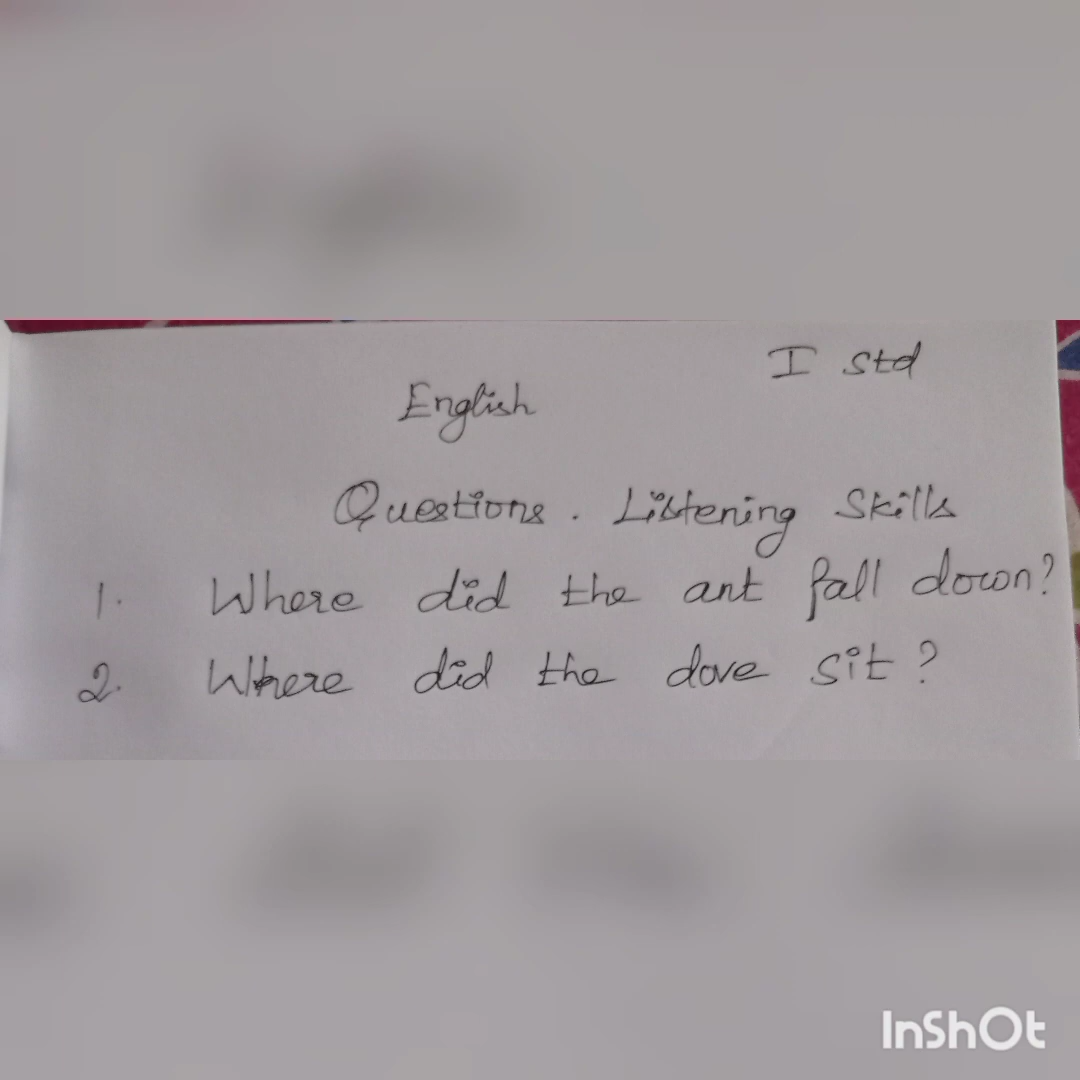 I std
English
Questions. Listening Skills
1. Where did the ant fall down?
2. Where did the dove sit?
InShOt